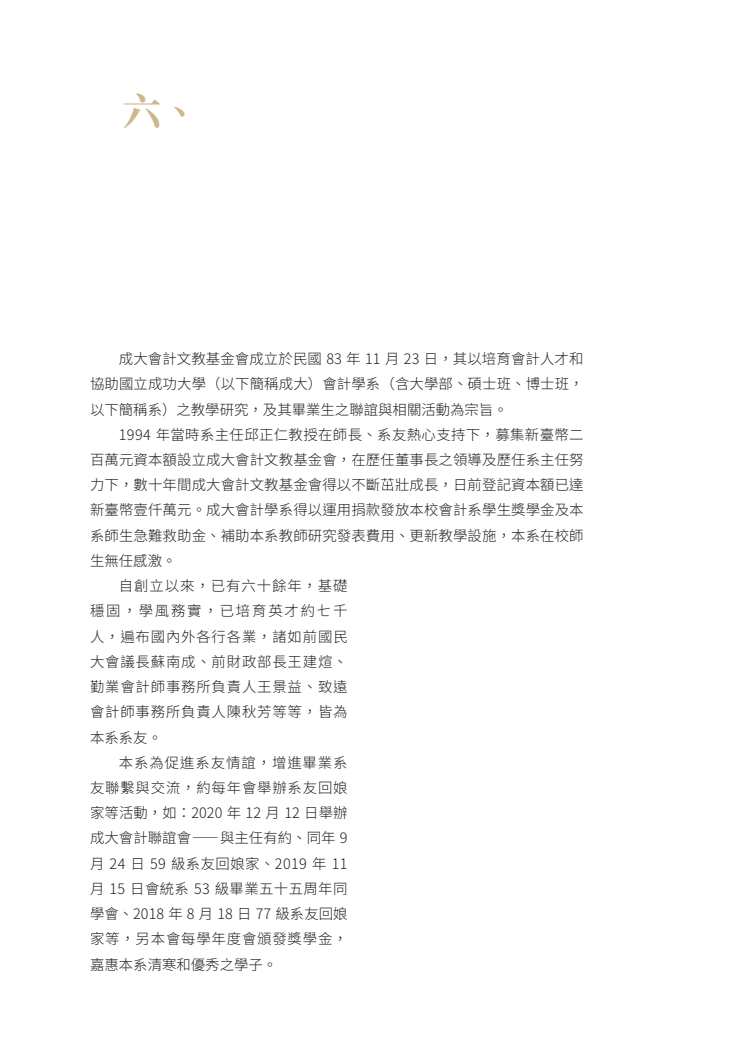 六、
成大會計文教基金會成立於民國 83 年 11 月 23 日，其以培育會計人才和
協助國立成功大學（以下簡稱成大）會計學系（含大學部、碩士班、博士班，
以下簡稱系）之教學研究，及其畢業生之聯誼與相關活動為宗旨。
1994 年當時系主任邱正仁教授在師長、系友熱心支持下，募集新臺幣二
百萬元資本額設立成大會計文教基金會，在歷任董事長之領導及歷任系主任努
力下，數十年間成大會計文教基金會得以不斷茁壯成長，日前登記資本額已達
新臺幣壹仟萬元。成大會計學系得以運用捐款發放本校會計系學生獎學金及本
系師生急難救助金、補助本系教師研究發表費用、更新教學設施，本系在校師
生無任感激。
自創立以來，已有六十餘年，基礎
穩固，學風務實，已培育英才約七千
人，遍布國內外各行各業，諸如前國民
大會議長蘇南成、前財政部長王建煊、
勤業會計師事務所負責人王景益、致遠
會計師事務所負責人陳秋芳等等，皆為
本系系友。
本系為促進系友情誼，增進畢業系
友聯繫與交流，約每年會舉辦系友回娘
家等活動，如：2020 年 12 月 12 日舉辦
成大會計聯誼會——與主任有約、同年 9
月 24 日 59 級系友回娘家、2019 年 11
月 15 日會統系 53 級畢業五十五周年同
學會、2018 年 8 月 18 日 77 級系友回娘
家等，另本會每學年度會頒發獎學金，
嘉惠本系清寒和優秀之學子。